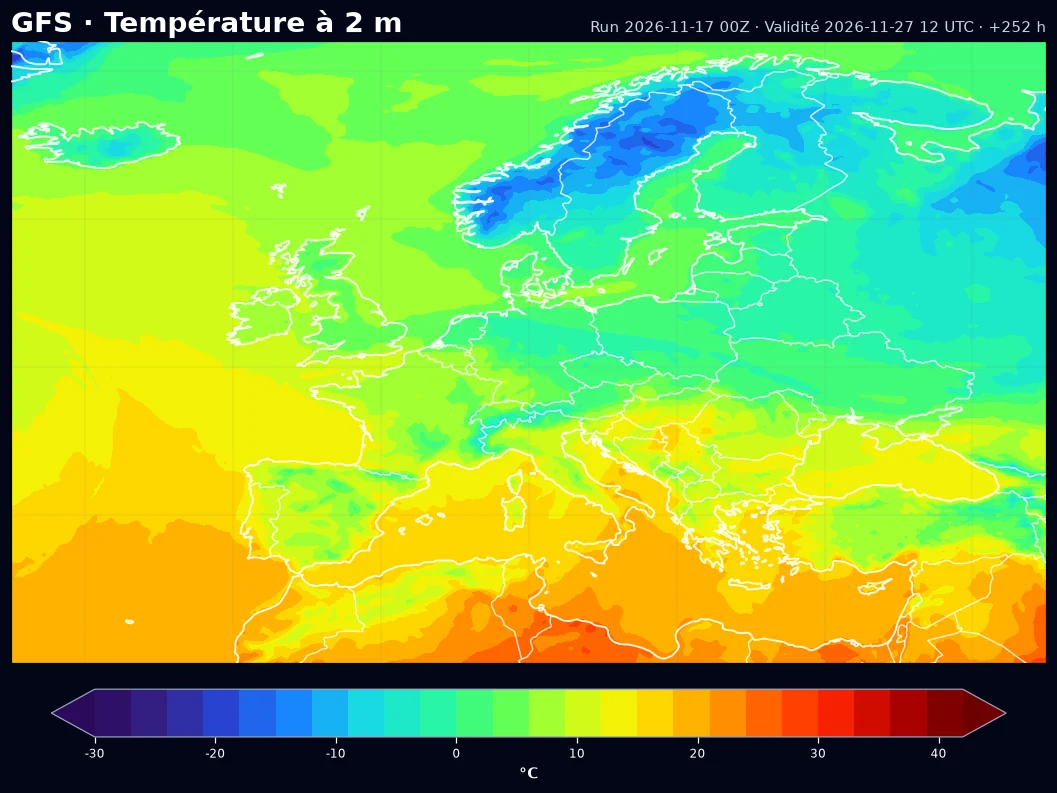 GFS · Température à 2 m
Run 2026-11-17 00Z · Validité 2026-11-27 12 UTC · +252 h
-30 -20 -10 0 10 20 30 40
°C